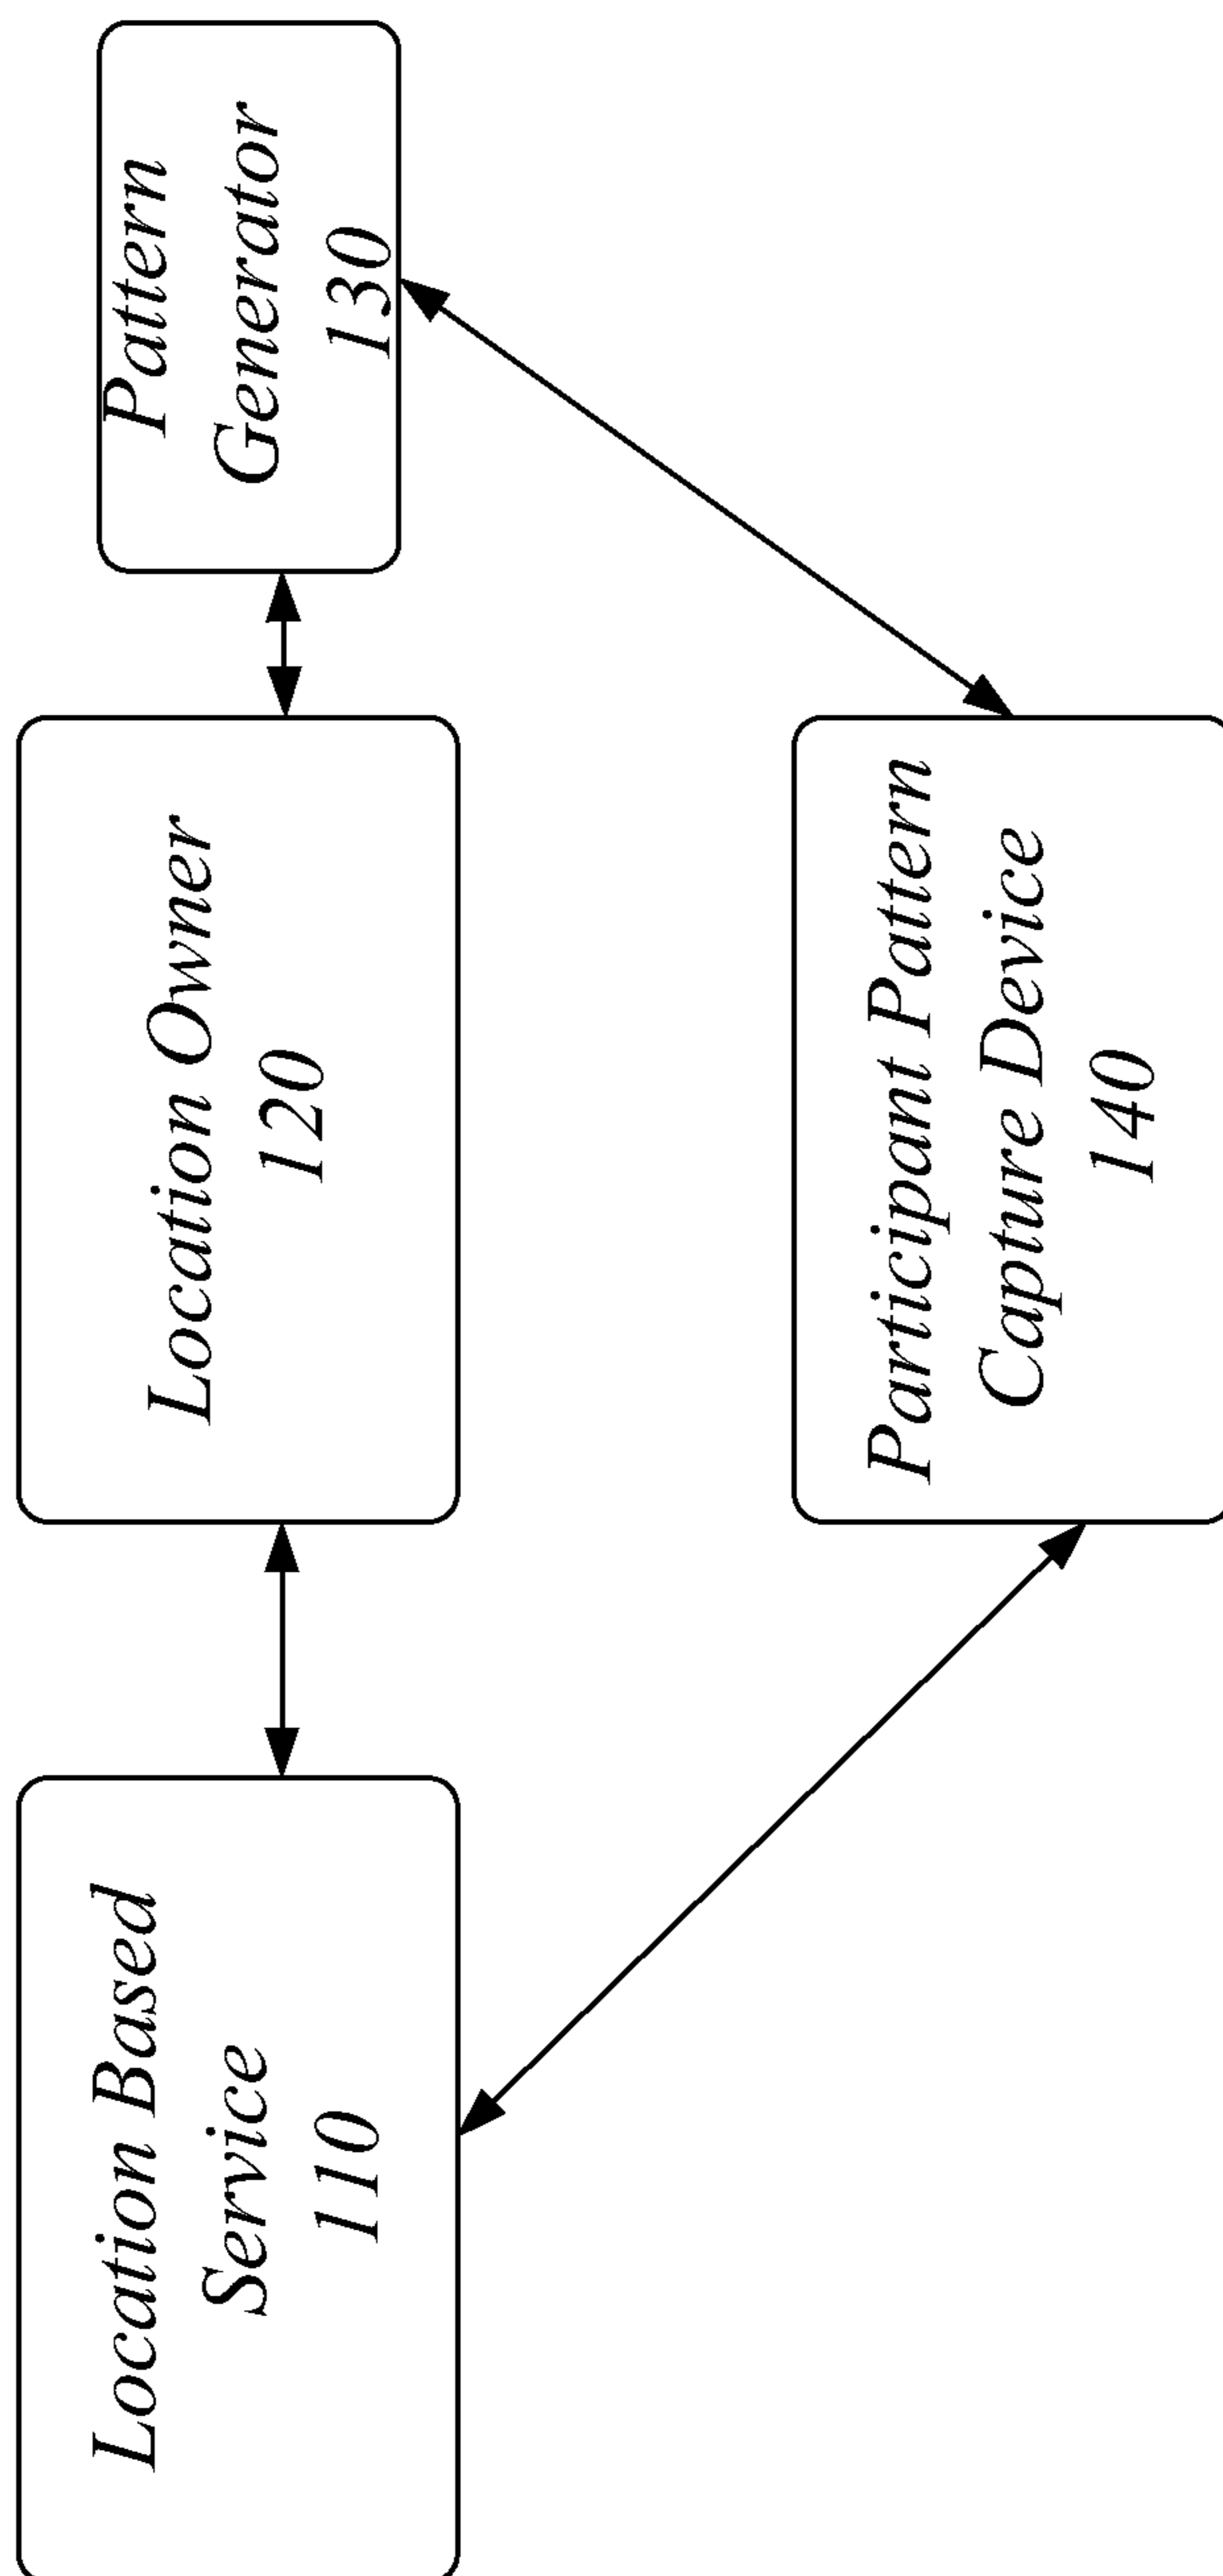 Location Based
Service
110
Location Owner
120
Pattern
Generator
130
Participant Pattern
Capture Device
140